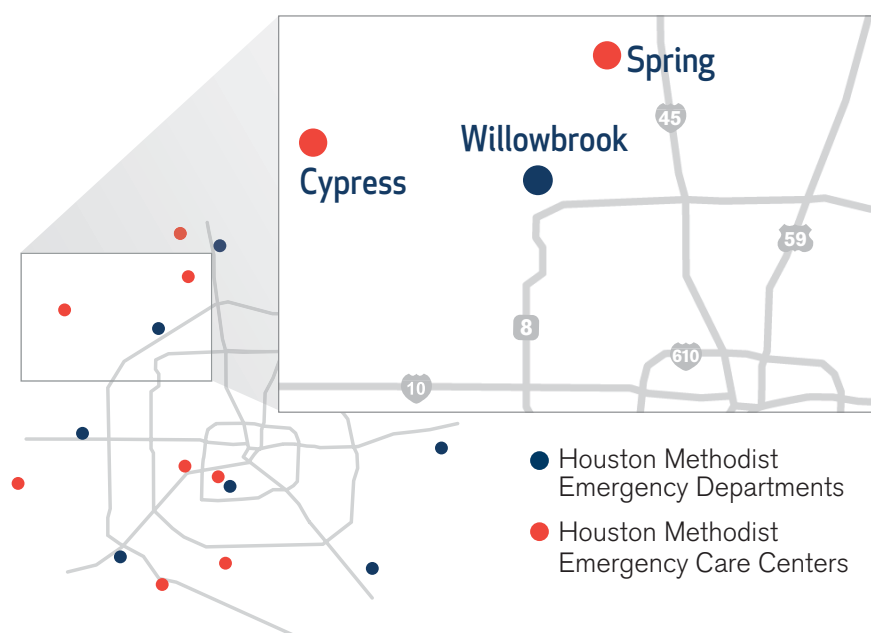 Spring
45
Willowbrook
Cypress
59
8
610
10
Houston Methodist
Emergency Departments
Houston Methodist
Emergency Care Centers